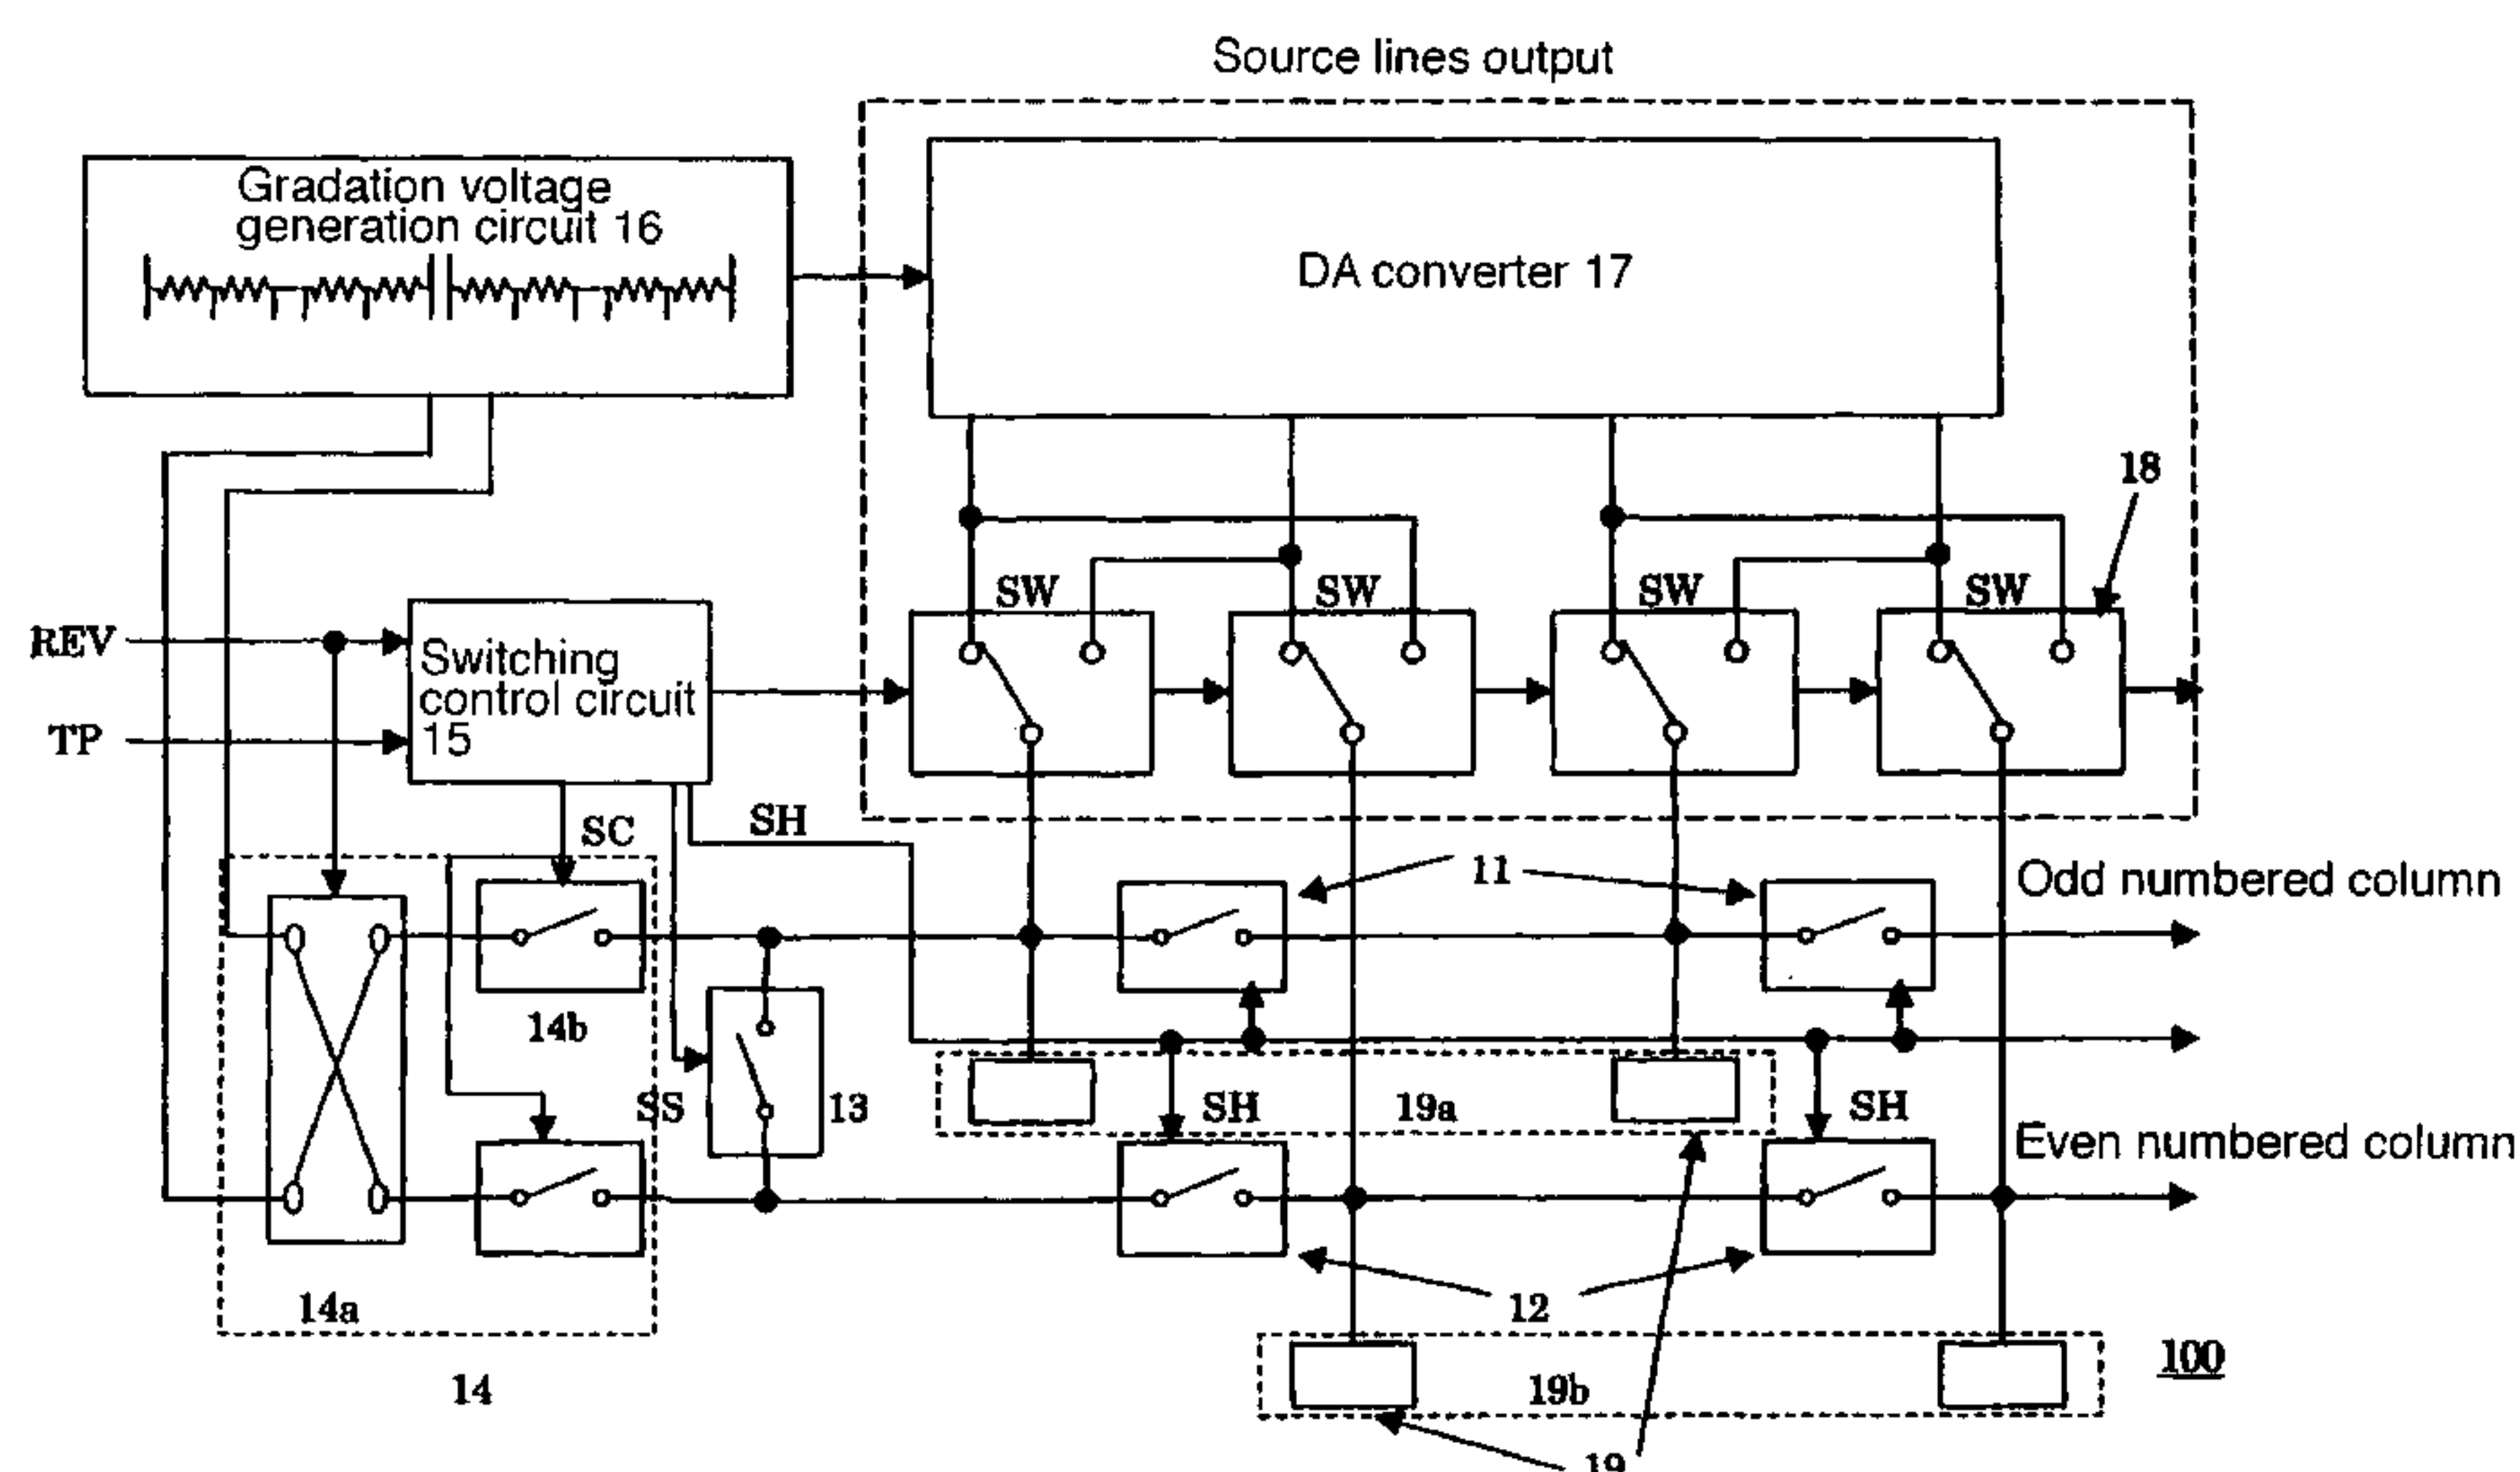 Source lines output
Gradation voltage
generation circuit 16
DA converter 17
18
SW
SW
SW
SW
REV
Switching
control circuit
15
TP
SC
SH
11
Odd numbered column
14b
SS
13
SH
19a
SH
Even numbered column
14a
12
14
19b
100
19